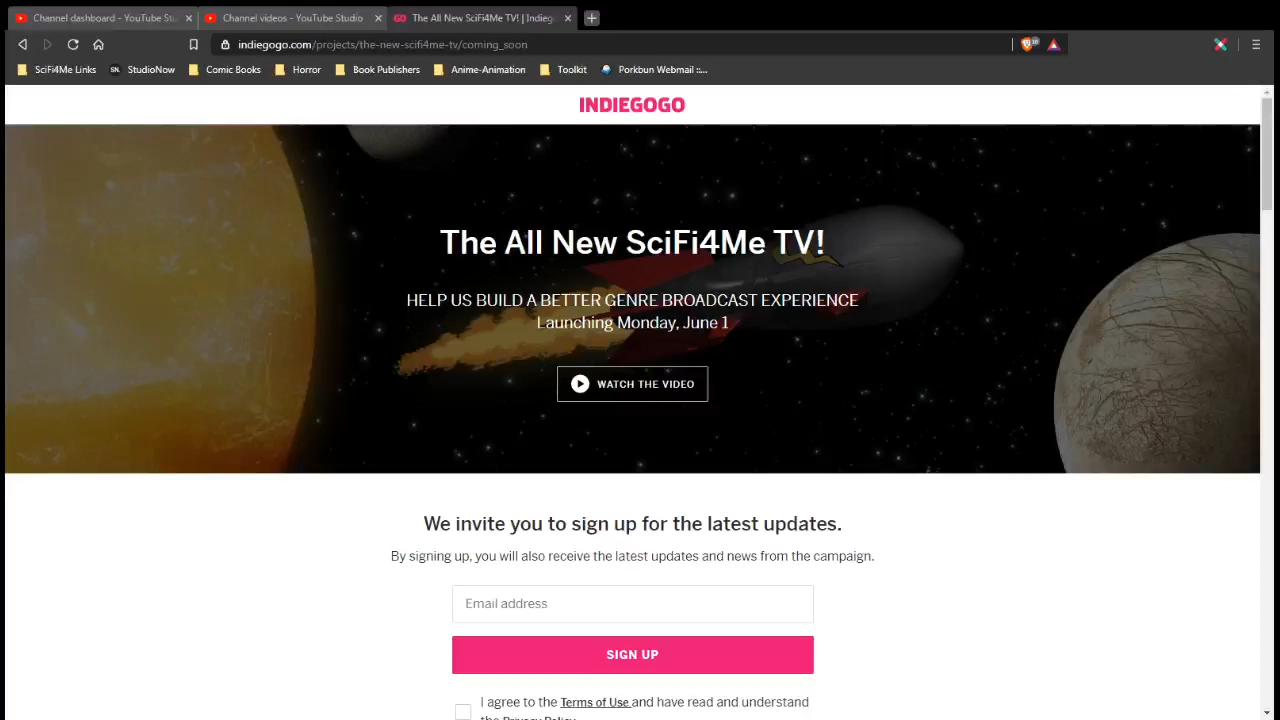 Channel dashboard - YouTube Stu
Channel videos - YouTube Studio
GO The All New SciFi4Me TV! | Indieg
indiegogo.com/projects/the-new-scifi4me-tv/coming_soon
SciFi4Me Links
SN. StudioNow
Comic Books
Horror
Book Publishers
Anime-Animation
Toolkit
Porkbun Webmail ::...
INDIEGOGO
The All New SciFi4Me TV!
HELP US BUILD A BETTER GENRE BROADCAST EXPERIENCE
Launching Monday, June 1
WATCH THE VIDEO
We invite you to sign up for the latest updates.
By signing up, you will also receive the latest updates and news from the campaign.
Email address
SIGN UP
I agree to the Terms of Use and have read and understand
the Privacy Policy.